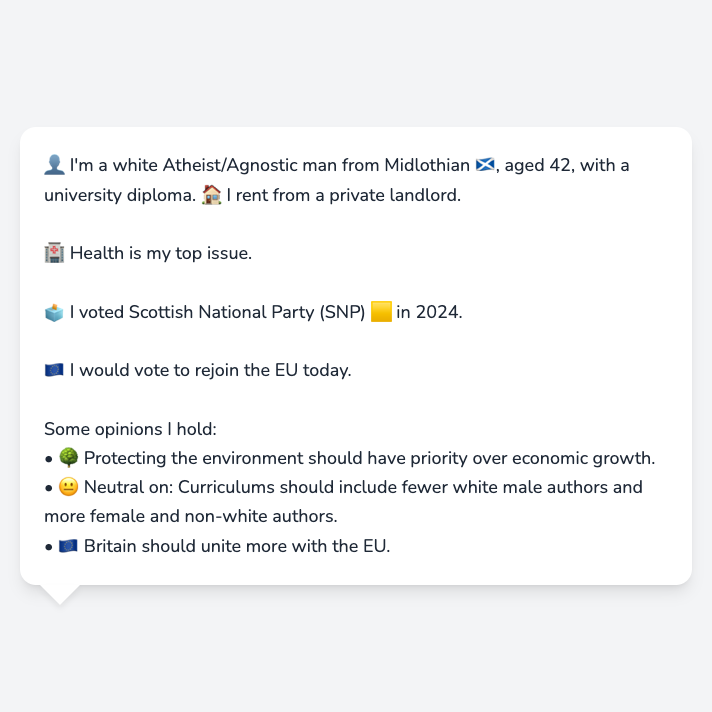 👤 I'm a white Atheist/Agnostic man from Midlothian 🏴󠁧󠁢󠁳󠁣󠁴󠁿, aged 42, with a
university diploma. 🏠 I rent from a private landlord.
🏥 Health is my top issue.
🗳️ I voted Scottish National Party (SNP) 🟨 in 2024.
🇪🇺 I would vote to rejoin the EU today.
Some opinions I hold:
• 🌳 Protecting the environment should have priority over economic growth.
• 😐 Neutral on: Curriculums should include fewer white male authors and
more female and non-white authors.
• 🇪🇺 Britain should unite more with the EU.